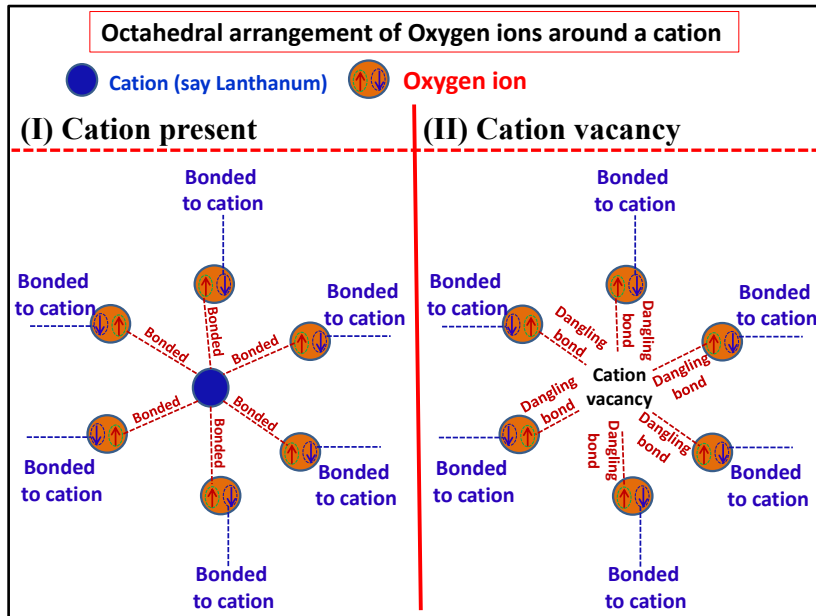 Octahedral arrangement of Oxygen ions around a cation
Cation (say Lanthanum)
Oxygen ion
(I) Cation present
Bonded
to cation
Bonded
to cation
Bonded
to cation
Bonded
Bonded
Bonded
Bonded
Bonded
Bonded
Bonded
to cation
Bonded
to cation
Bonded
to cation
(II) Cation vacancy
Bonded
to cation
Bonded
to cation
Bonded
to cation
Dangling
bond
Dangling
bond
Dangling
bond
Cation
vacancy
Dangling
bond
Dangling
bond
Dangling
bond
Bonded
to cation
Bonded
to cation
Bonded
to cation